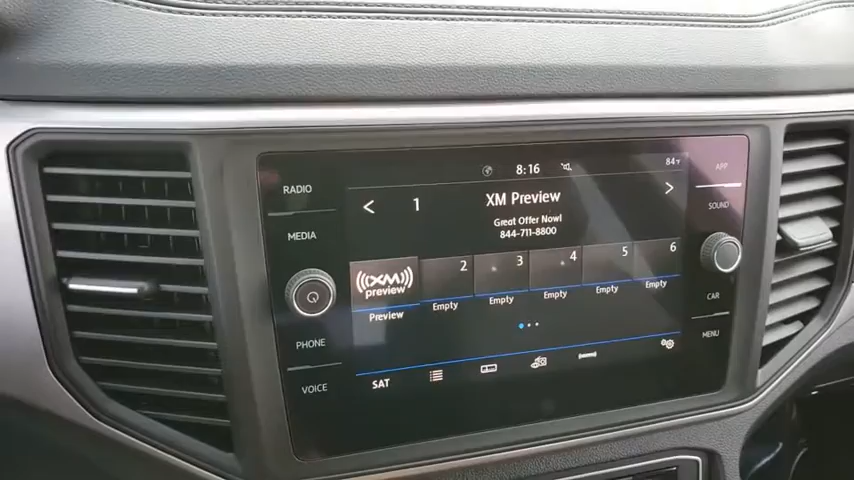 8:16
84°F
APP
RADIO
1
XM Preview
SOUND
Great Offer Now!
844-711-8800
MEDIA
((XM))
preview
2
3
4
5
6
Preview
Empty
Empty
Empty
Empty
Empty
CAR
PHONE
MENU
VOICE
SAT